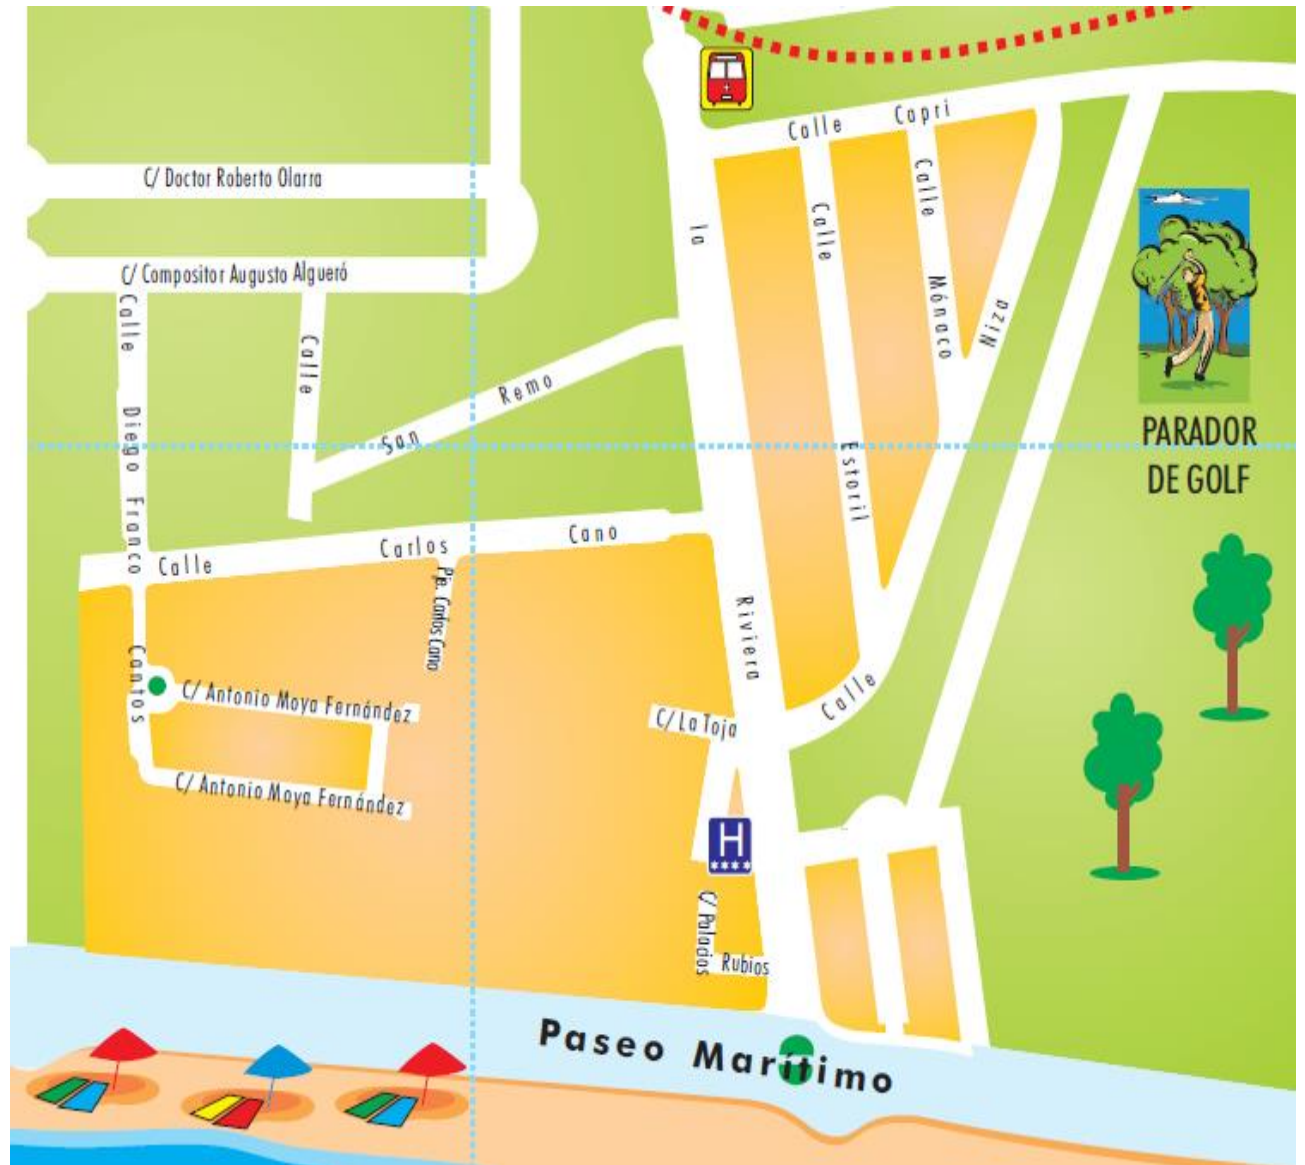 Calle Capri
C/ Doctor Roberto Olarra
Calle Mónaco
Calle Estoril
la Riviera
C/ Compositor Augusto Algueró
Calle Diego Franco Cantos
Calle San Remo
Calle Niza
PARADOR
DE GOLF
Calle Carlos Cano
Pje. Carlos Cano
C/ Antonio Moya Fernández
C/ La Toja
C/ Antonio Moya Fernández
H
****
C/ Palacios Rubios
Paseo Marítimo